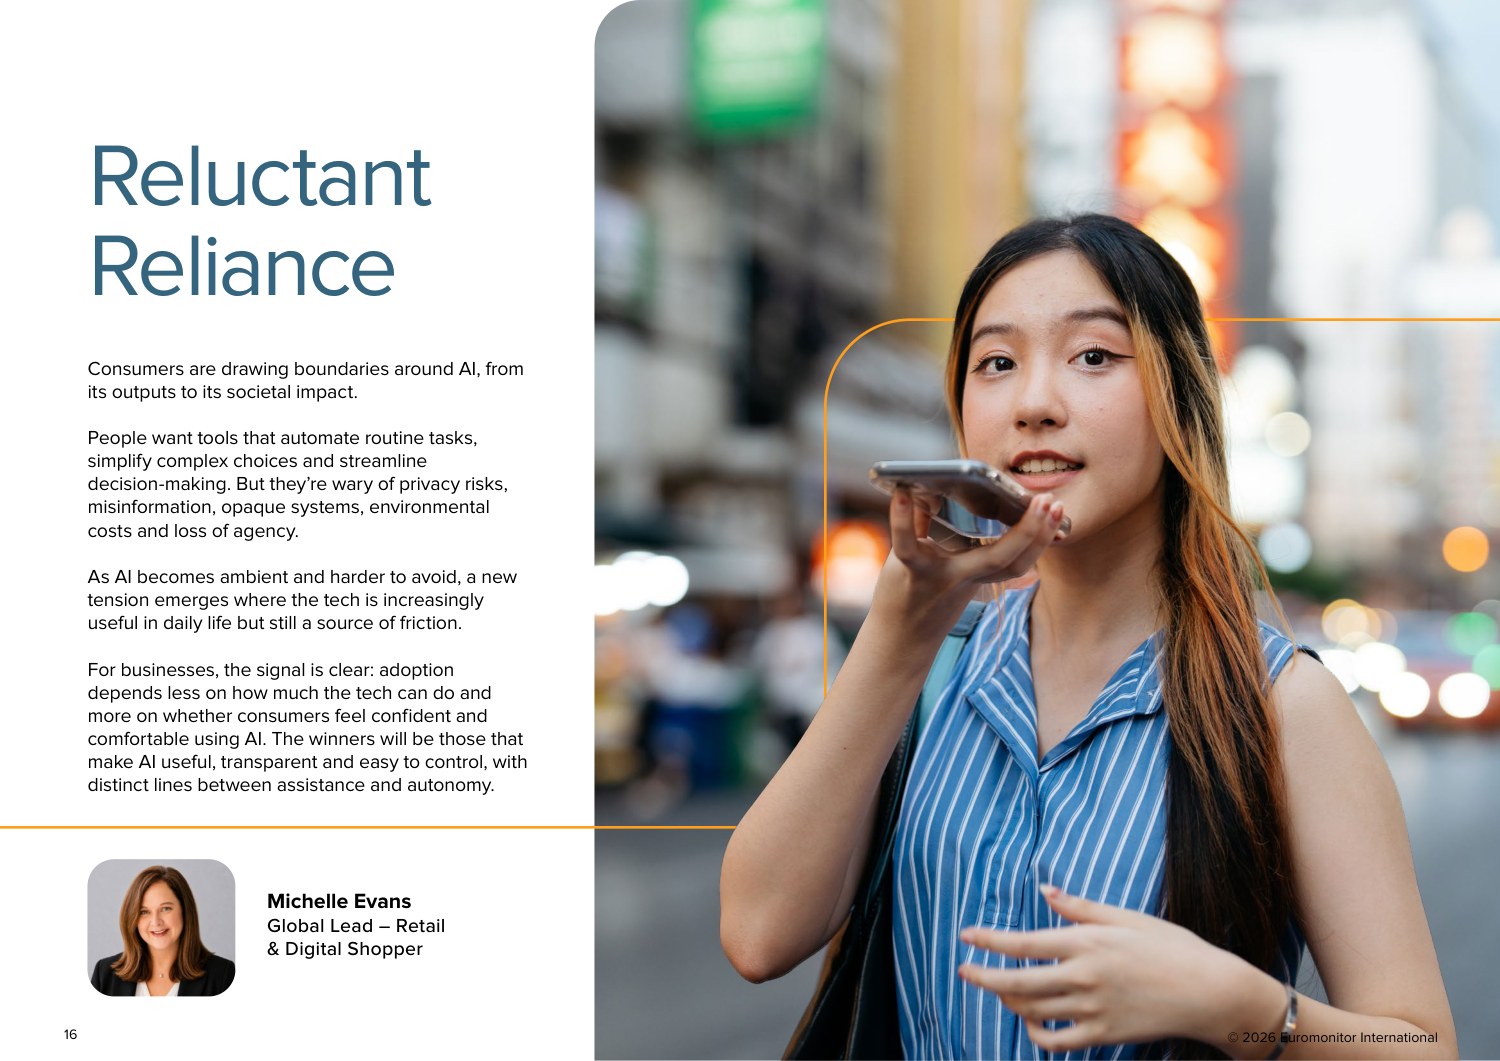 Reluctant
Reliance
Consumers are drawing boundaries around AI, from
its outputs to its societal impact.
People want tools that automate routine tasks,
simplify complex choices and streamline
decision-making. But they’re wary of privacy risks,
misinformation, opaque systems, environmental
costs and loss of agency.
As AI becomes ambient and harder to avoid, a new
tension emerges where the tech is increasingly
useful in daily life but still a source of friction.
For businesses, the signal is clear: adoption
depends less on how much the tech can do and
more on whether consumers feel confident and
comfortable using AI. The winners will be those that
make AI useful, transparent and easy to control, with
distinct lines between assistance and autonomy.
Michelle Evans
Global Lead – Retail
& Digital Shopper
16
© 2026 Euromonitor International